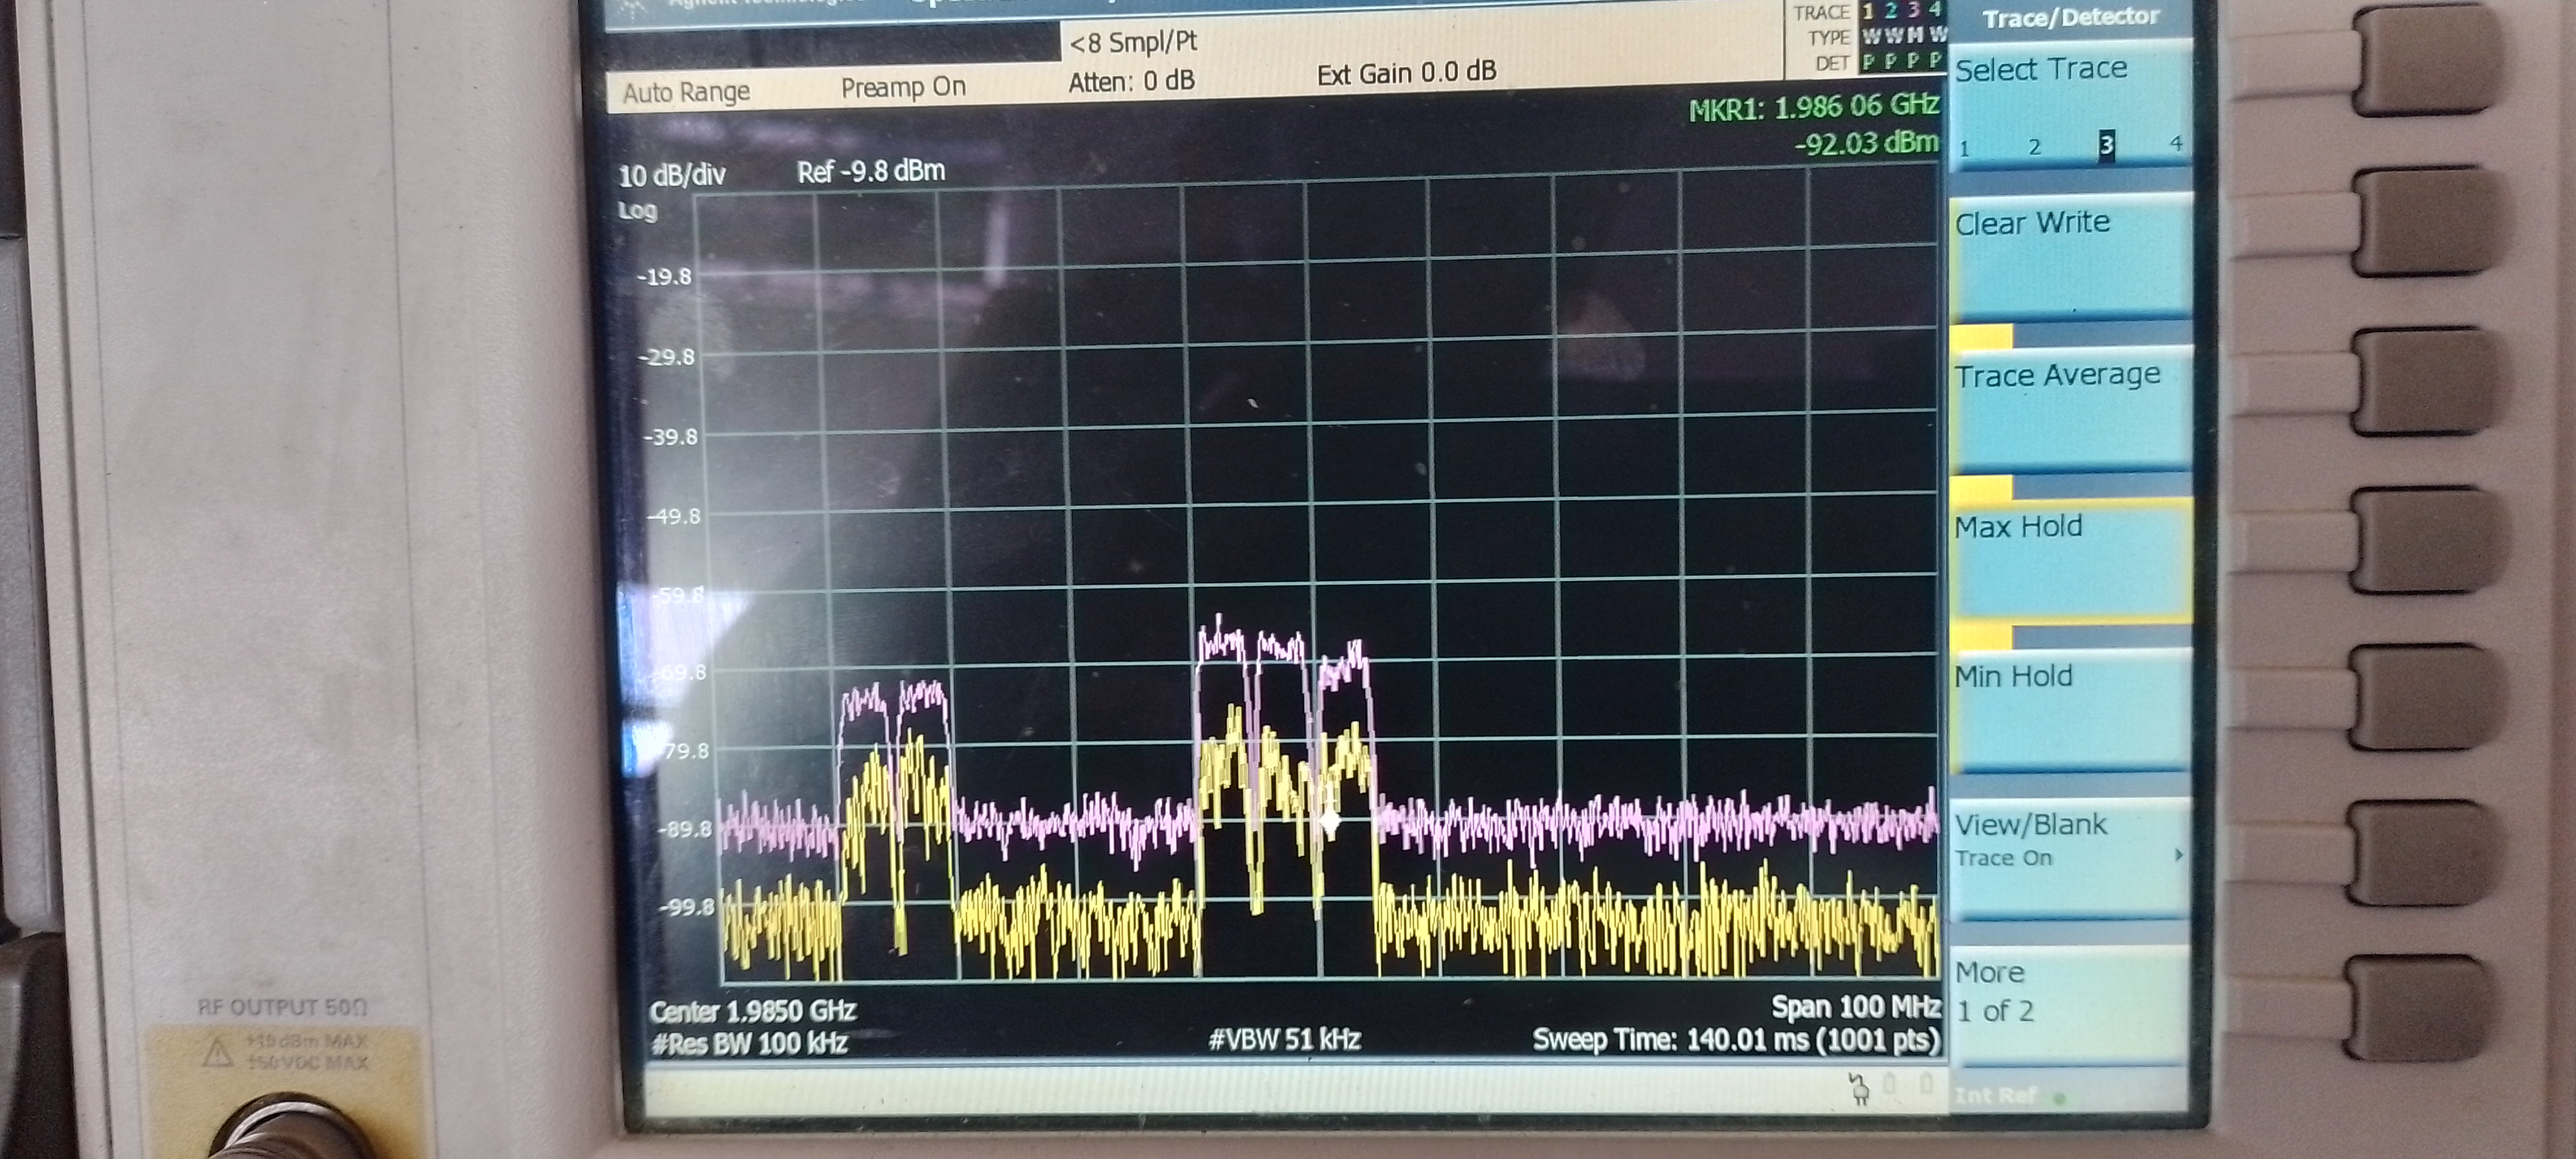 Agilent Technologies
<8 Smpl/Pt
TRACE 1 2 3 4
TYPE W W M W
DET P P P P
Auto Range Preamp On Atten: 0 dB Ext Gain 0.0 dB
MKR1: 1.986 06 GHz
-92.03 dBm
10 dB/div Ref -9.8 dBm
Log
-19.8
-29.8
-39.8
-49.8
-59.8
-69.8
-79.8
-89.8
-99.8
1
Center 1.9850 GHz Span 100 MHz
#Res BW 100 kHz #VBW 51 kHz Sweep Time: 140.01 ms (1001 pts)
Trace/Detector
Select Trace
1 2 3 4
Clear Write
Trace Average
Max Hold
Min Hold
View/Blank
Trace On
More
1 of 2
Int Ref
RF OUTPUT 50Ω
+19dBm MAX
±50VDC MAX